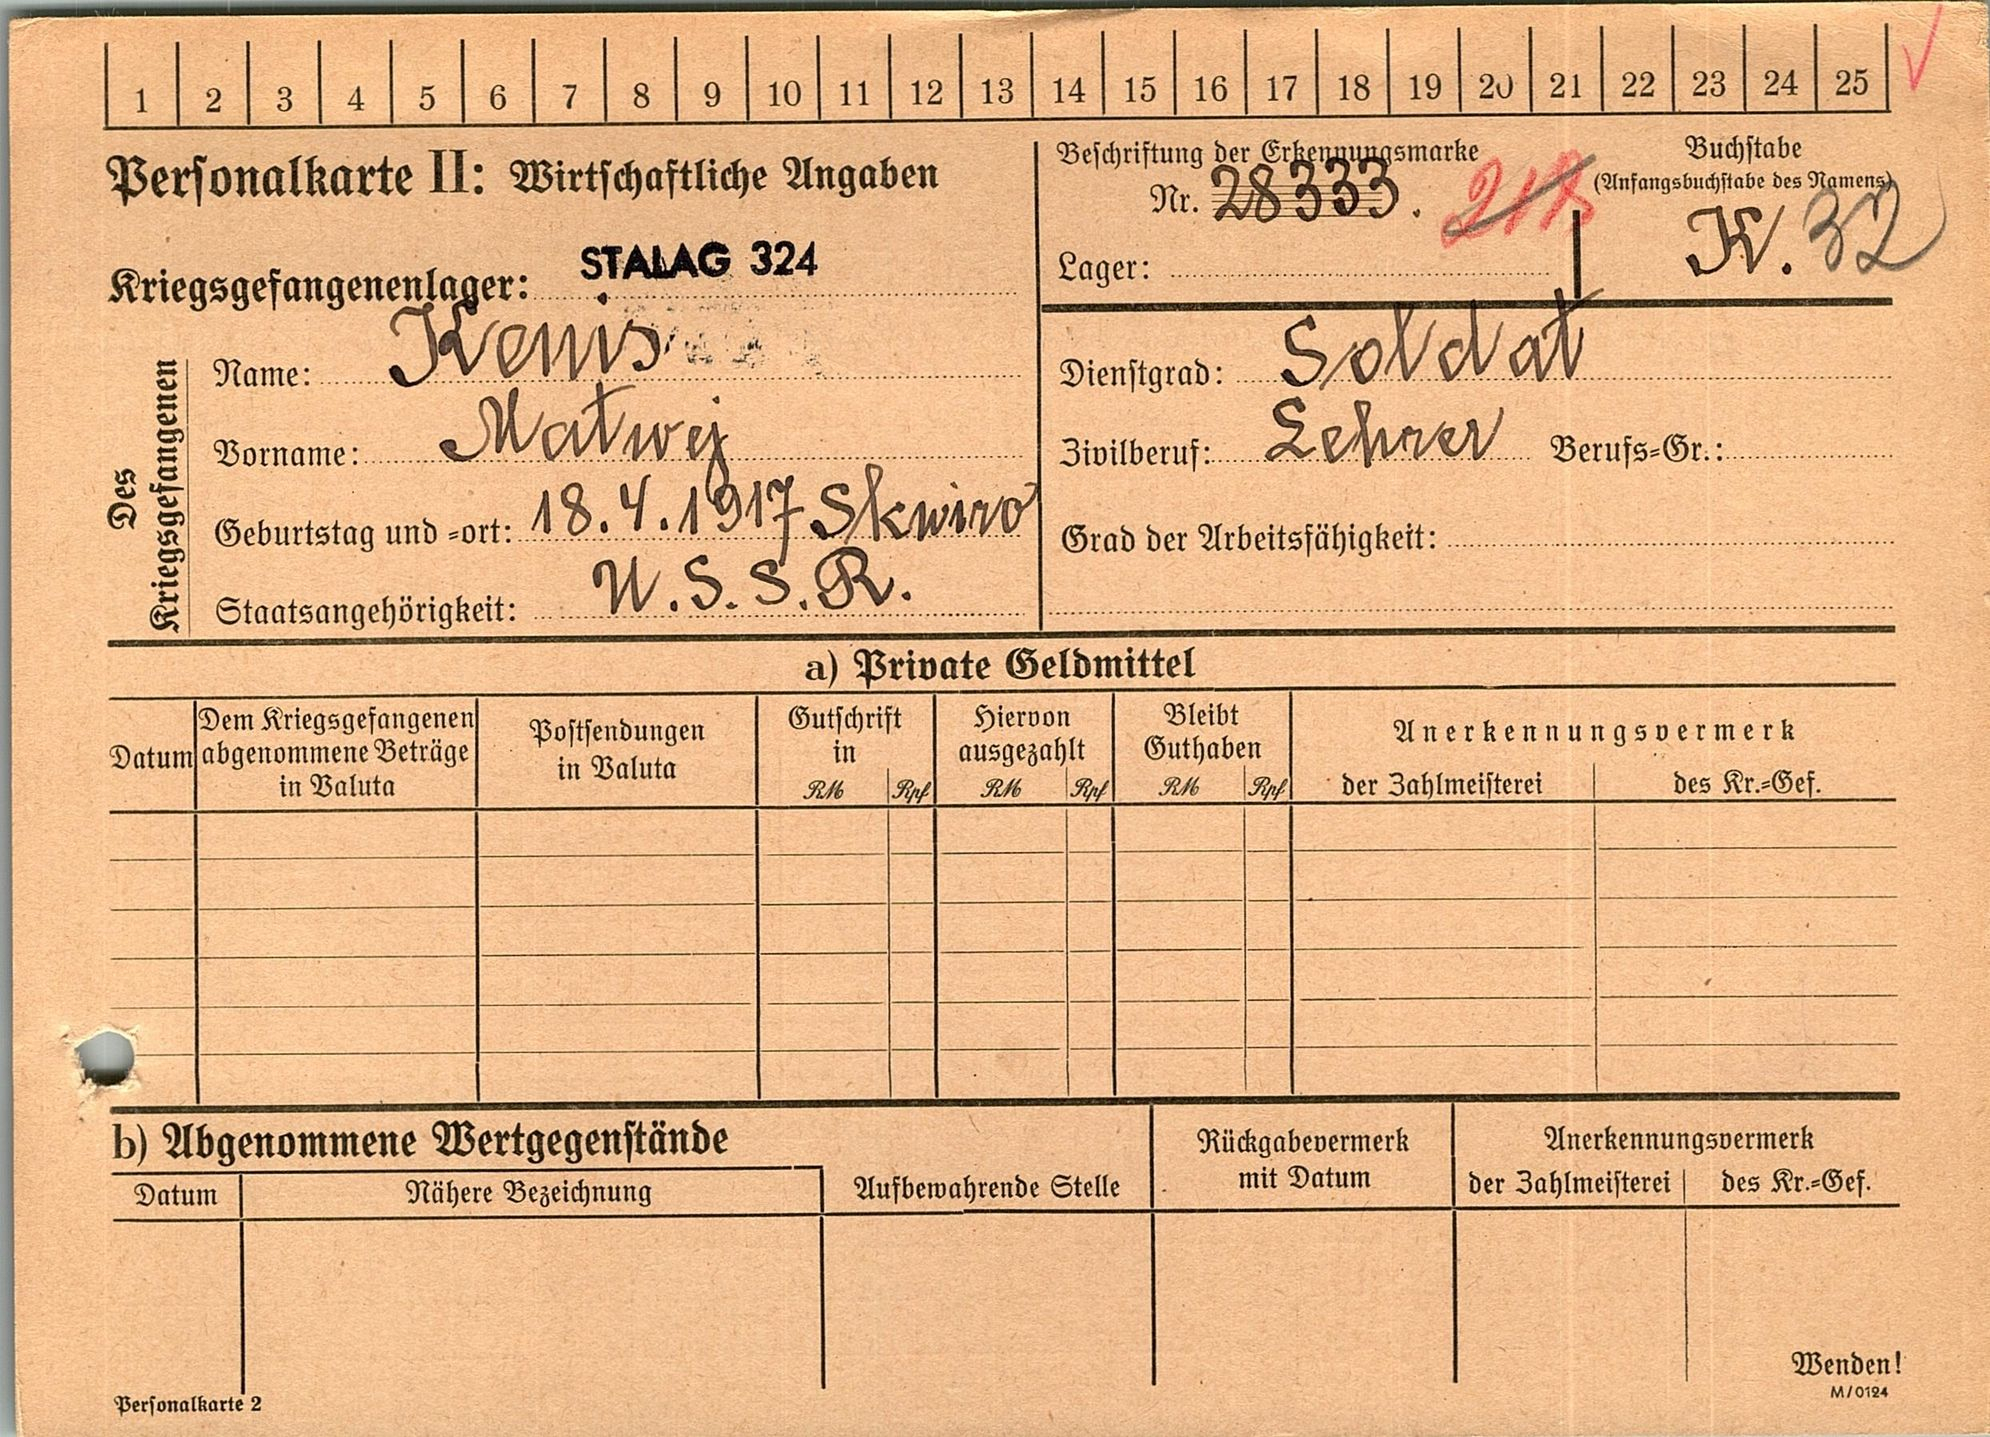 1 2 3 4 5 6 7 8 9 10 11 12 13 14 15 16 17 18 19 20 21 22 23 24 25
Personalkarte II: Wirtschaftliche Angaben
Kriegsgefangenenlager: STALAG 324
Des Kriegsgefangenen
Name:
Vorname: Matwej
Geburtstag und -ort: 18.4.1917 Skwiro
Staatsangehörigkeit: U.S.S.R.
Beschriftung der Erkennungsmarke
Nr. 28333.
Lager:
Buchstabe
(Anfangsbuchstabe des Namens)
K. 32
Dienstgrad: Soldat
Zivilberuf: Lehrer Berufs-Gr.:
Grad der Arbeitsfähigkeit:
a) Private Geldmittel
Datum
Dem Kriegsgefangenen
abgenommene Beträge
in Valuta
Postsendungen
in Valuta
Gutschrift
in
RM Rpf
Hiervon
ausgezahlt
RM Rpf
Bleibt
Guthaben
RM Rpf
Anerkennungsvermerk
der Zahlmeisterei des Kr.-Gef.
b) Abgenommene Wertgegenstände
Datum Nähere Bezeichnung
Aufbewahrende Stelle
Rückgabevermerk
mit Datum
Anerkennungsvermerk
der Zahlmeisterei des Kr.-Gef.
Wenden!
M/0124
Personalkarte 2